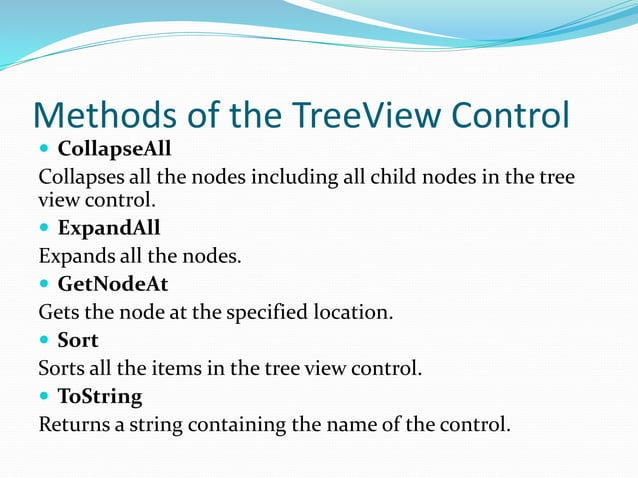 Methods of the TreeView Control
• CollapseAll
Collapses all the nodes including all child nodes in the tree
view control.
• ExpandAll
Expands all the nodes.
• GetNodeAt
Gets the node at the specified location.
• Sort
Sorts all the items in the tree view control.
• ToString
Returns a string containing the name of the control.